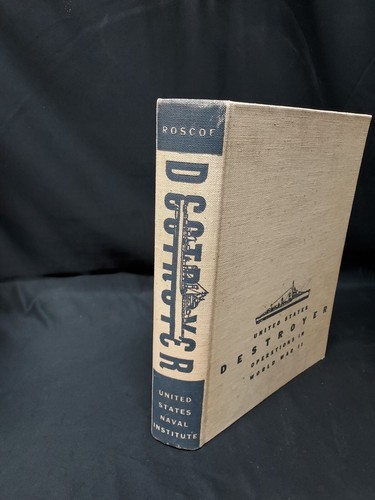 ROSCOE
DESTROYER
UNITED
STATES
NAVAL
INSTITUTE
UNITED STATES
DESTROYER
OPERATIONS IN
WORLD WAR II